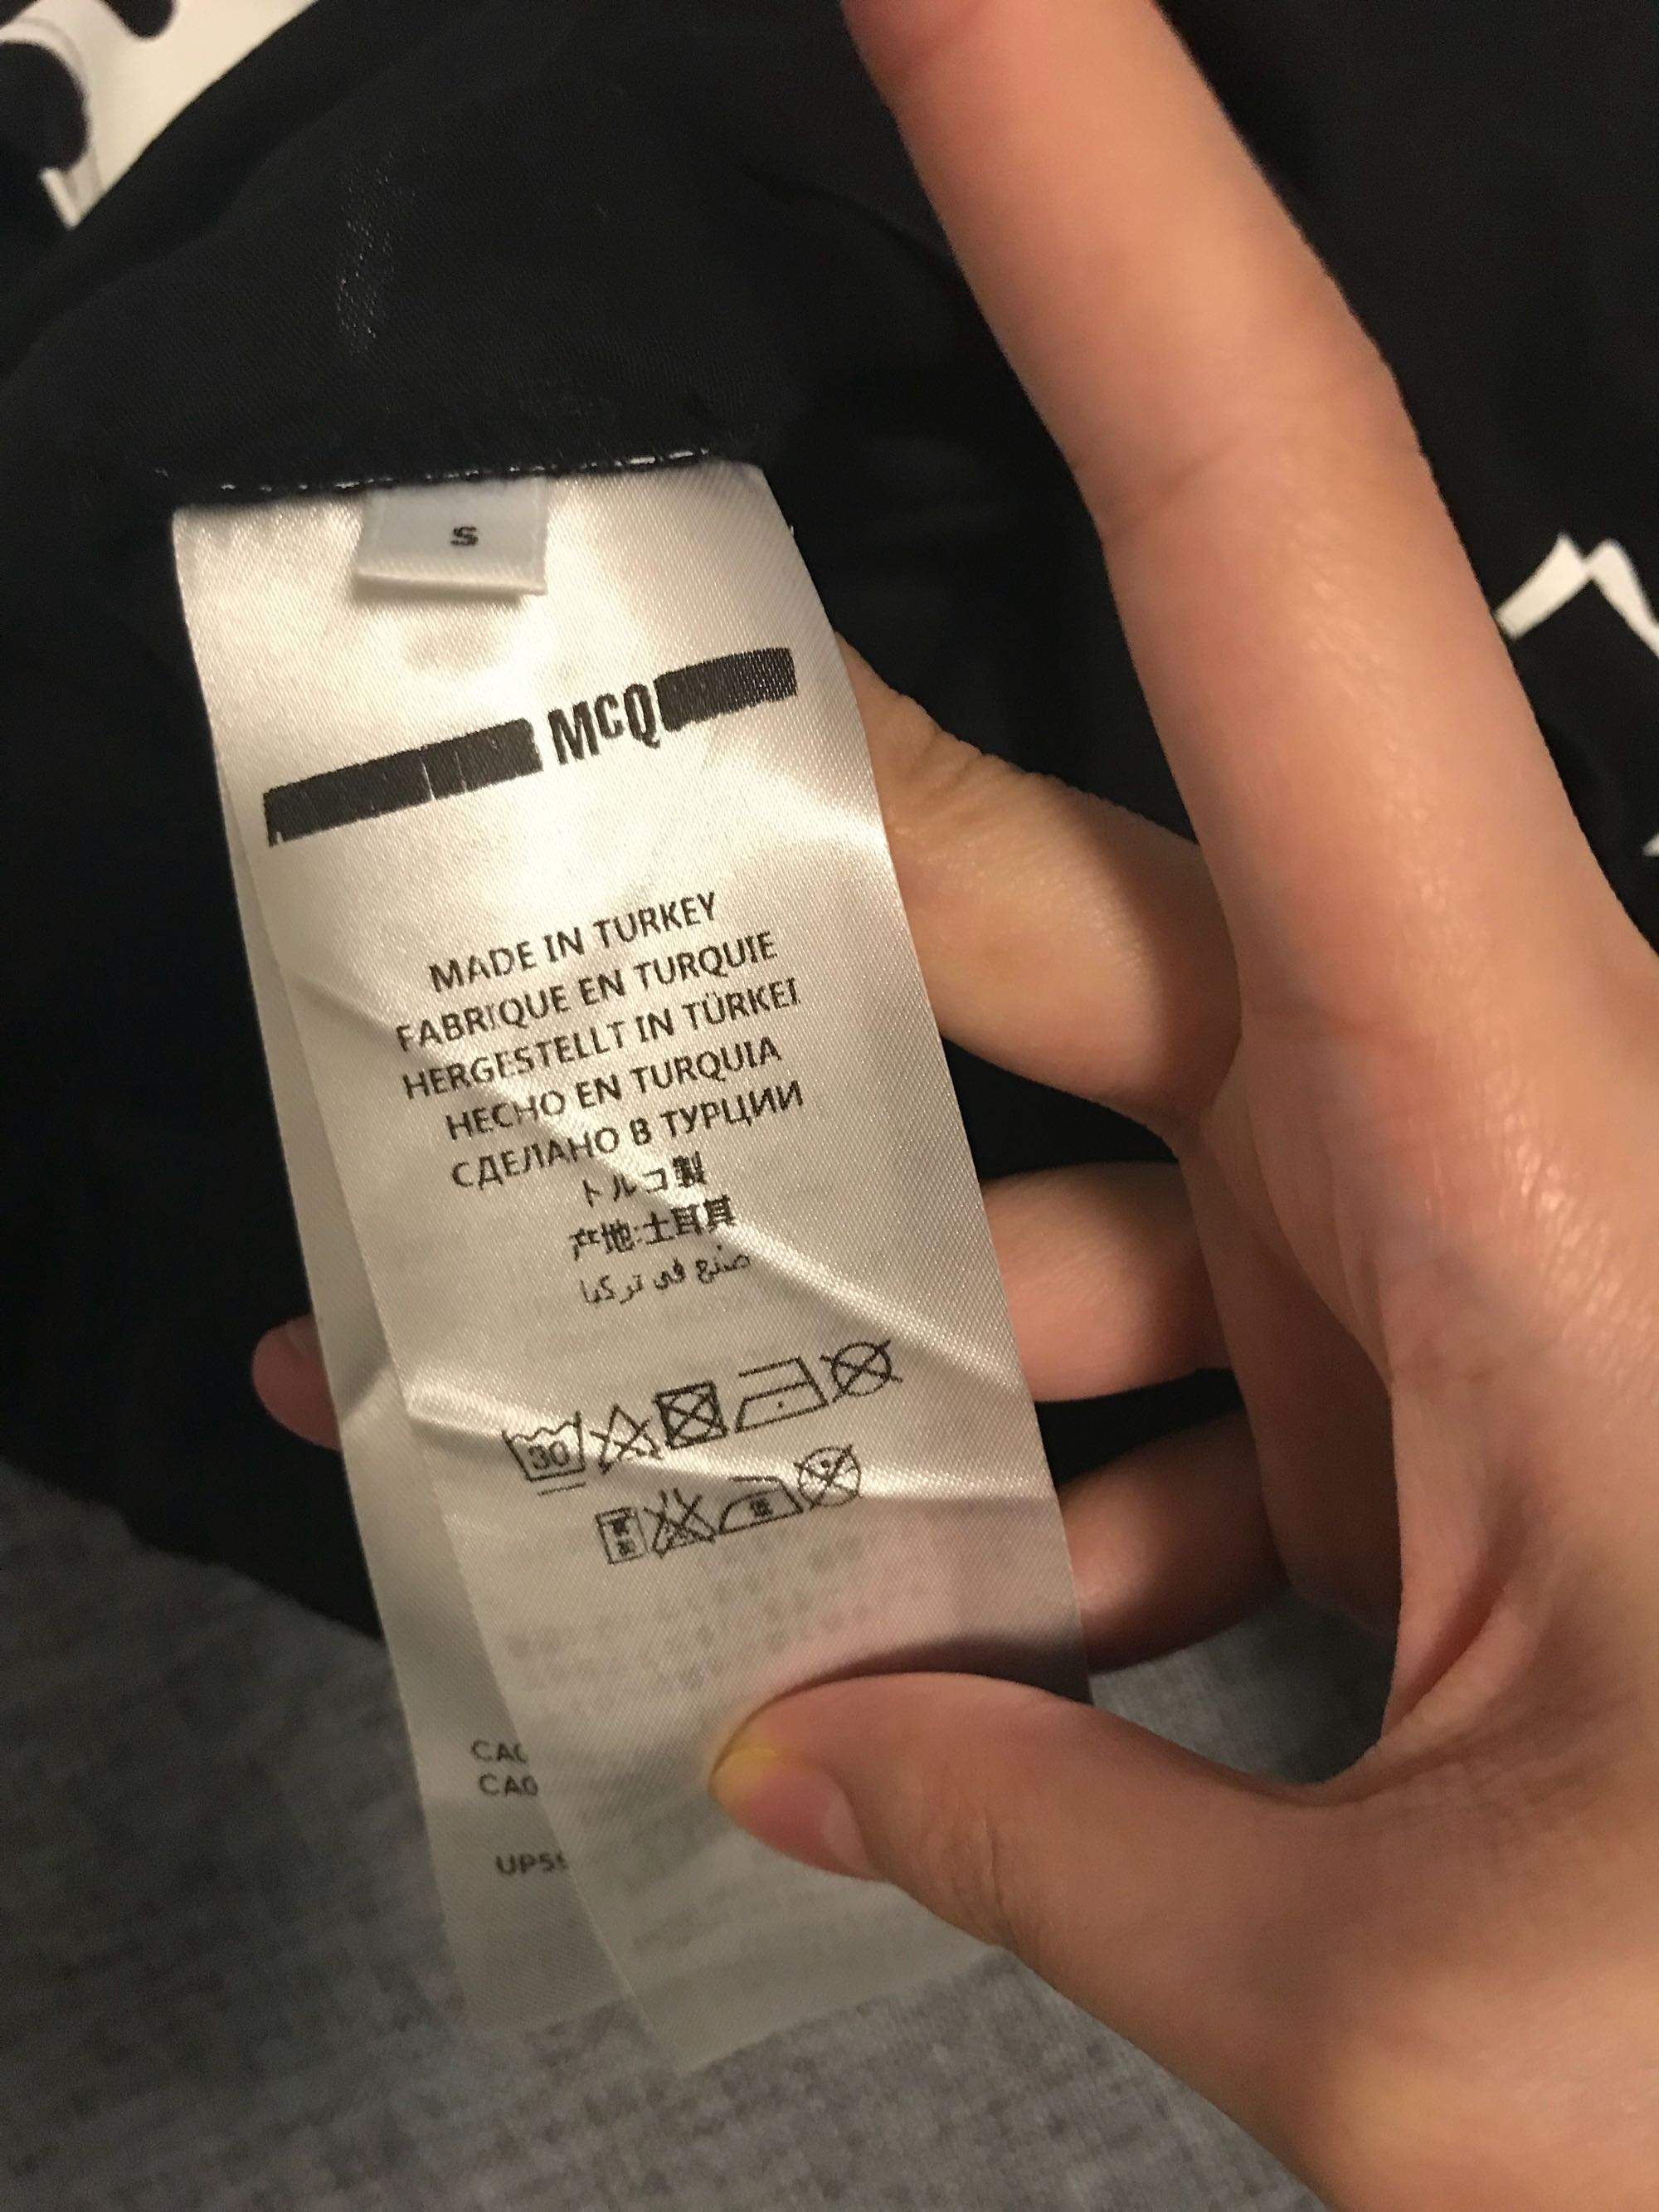 S
McQ
MADE IN TURKEY
FABRIQUE EN TURQUIE
HERGESTELLT IN TÜRKEI
HECHO EN TURQUIA
СДЕЛАНО В ТУРЦИИ
トルコ製
产地:土耳其
صنع في تركيا
30